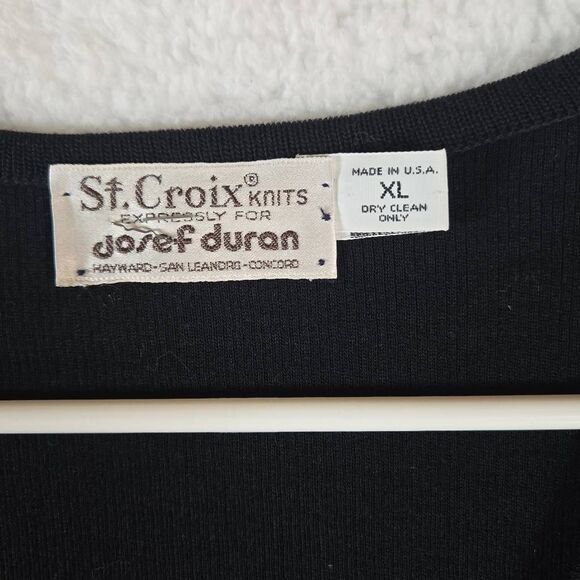 St. Croix® KNITS
EXPRESSLY FOR
Josef duran
HAYWARD-SAN LEANDRO-CONCORD
MADE IN U.S.A.
XL
DRY CLEAN
ONLY